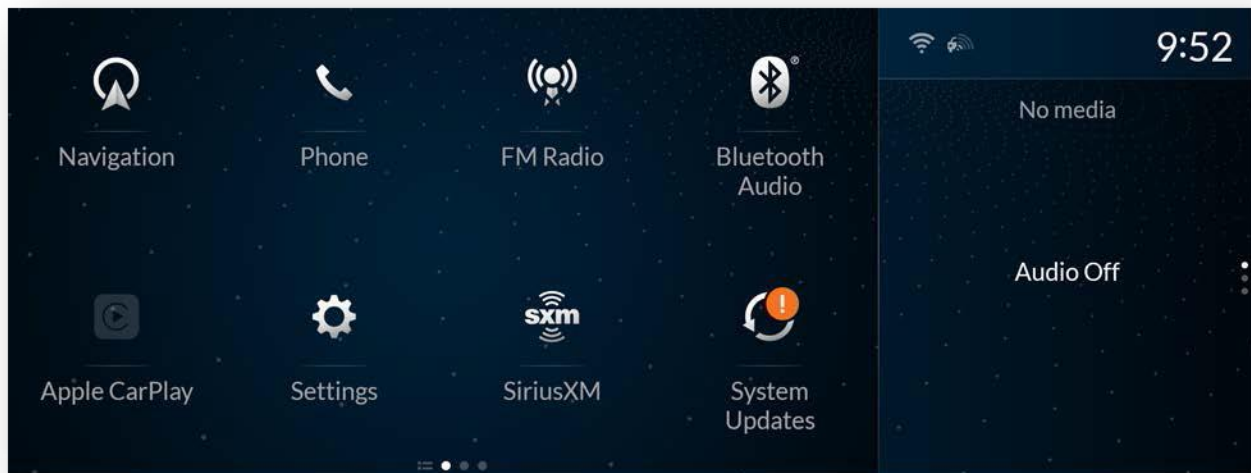 9:52
Navigation
Phone
FM Radio
Bluetooth
Audio
®
No media
Audio Off
Apple CarPlay
Settings
sxm
SiriusXM
!
System
Updates